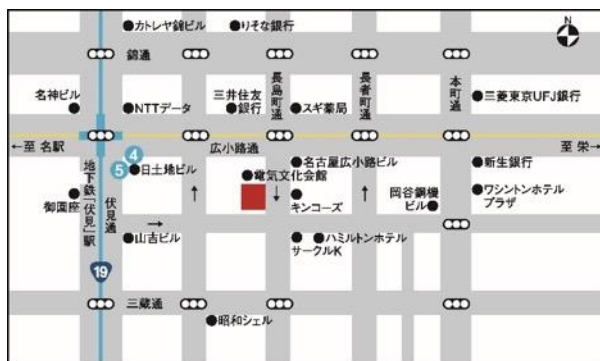 カトレヤ錦ビル
りそな銀行
N
錦通
名神ビル
NTTデータ
三井住友
銀行
長島町通
スギ薬局
長者町通
本町通
三菱東京UFJ銀行
←至 名駅
広小路通
至 栄→
4
5
日土地ビル
名古屋広小路ビル
新生銀行
電気文化会館
地下鉄「伏見」駅
伏見通
御園座
キンコーズ
岡谷鋼機
ビル
ワシントンホテル
プラザ
山吉ビル
ハミルトンホテル
サークルK
19
三蔵通
昭和シェル